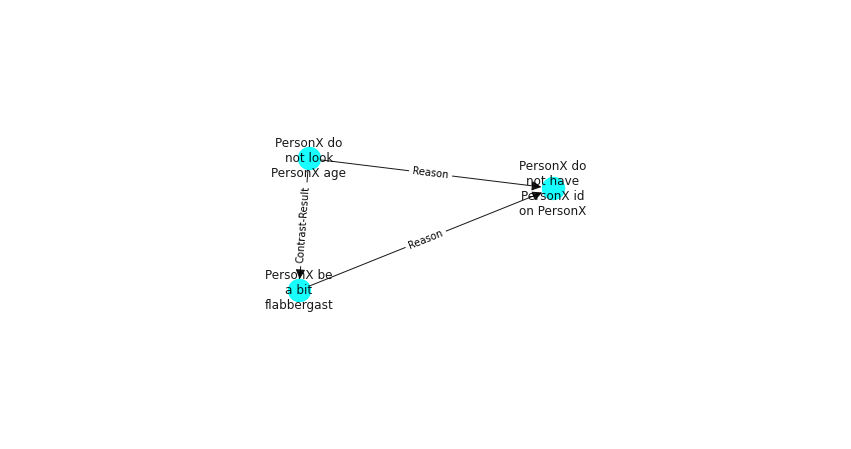 PersonX do
not look
PersonX age
Reason
PersonX do
not have
PersonX id
on PersonX
Contrast-Result
Reason
PersonX be
a bit
flabbergast